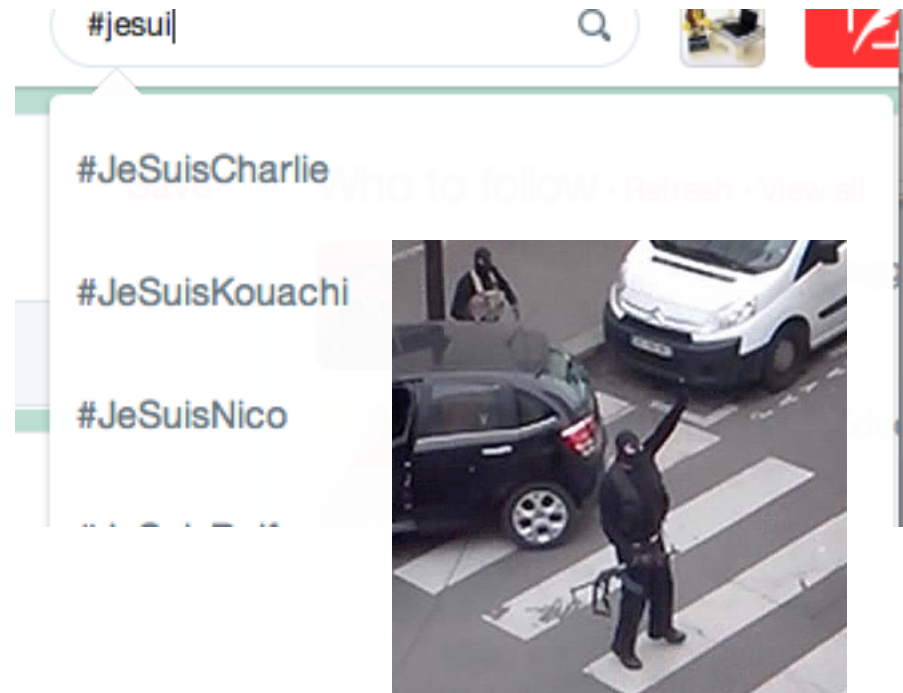 #jesui
Who to follow · Refresh · View all
#JeSuisCharlie
#JeSuisKouachi
#JeSuisNico